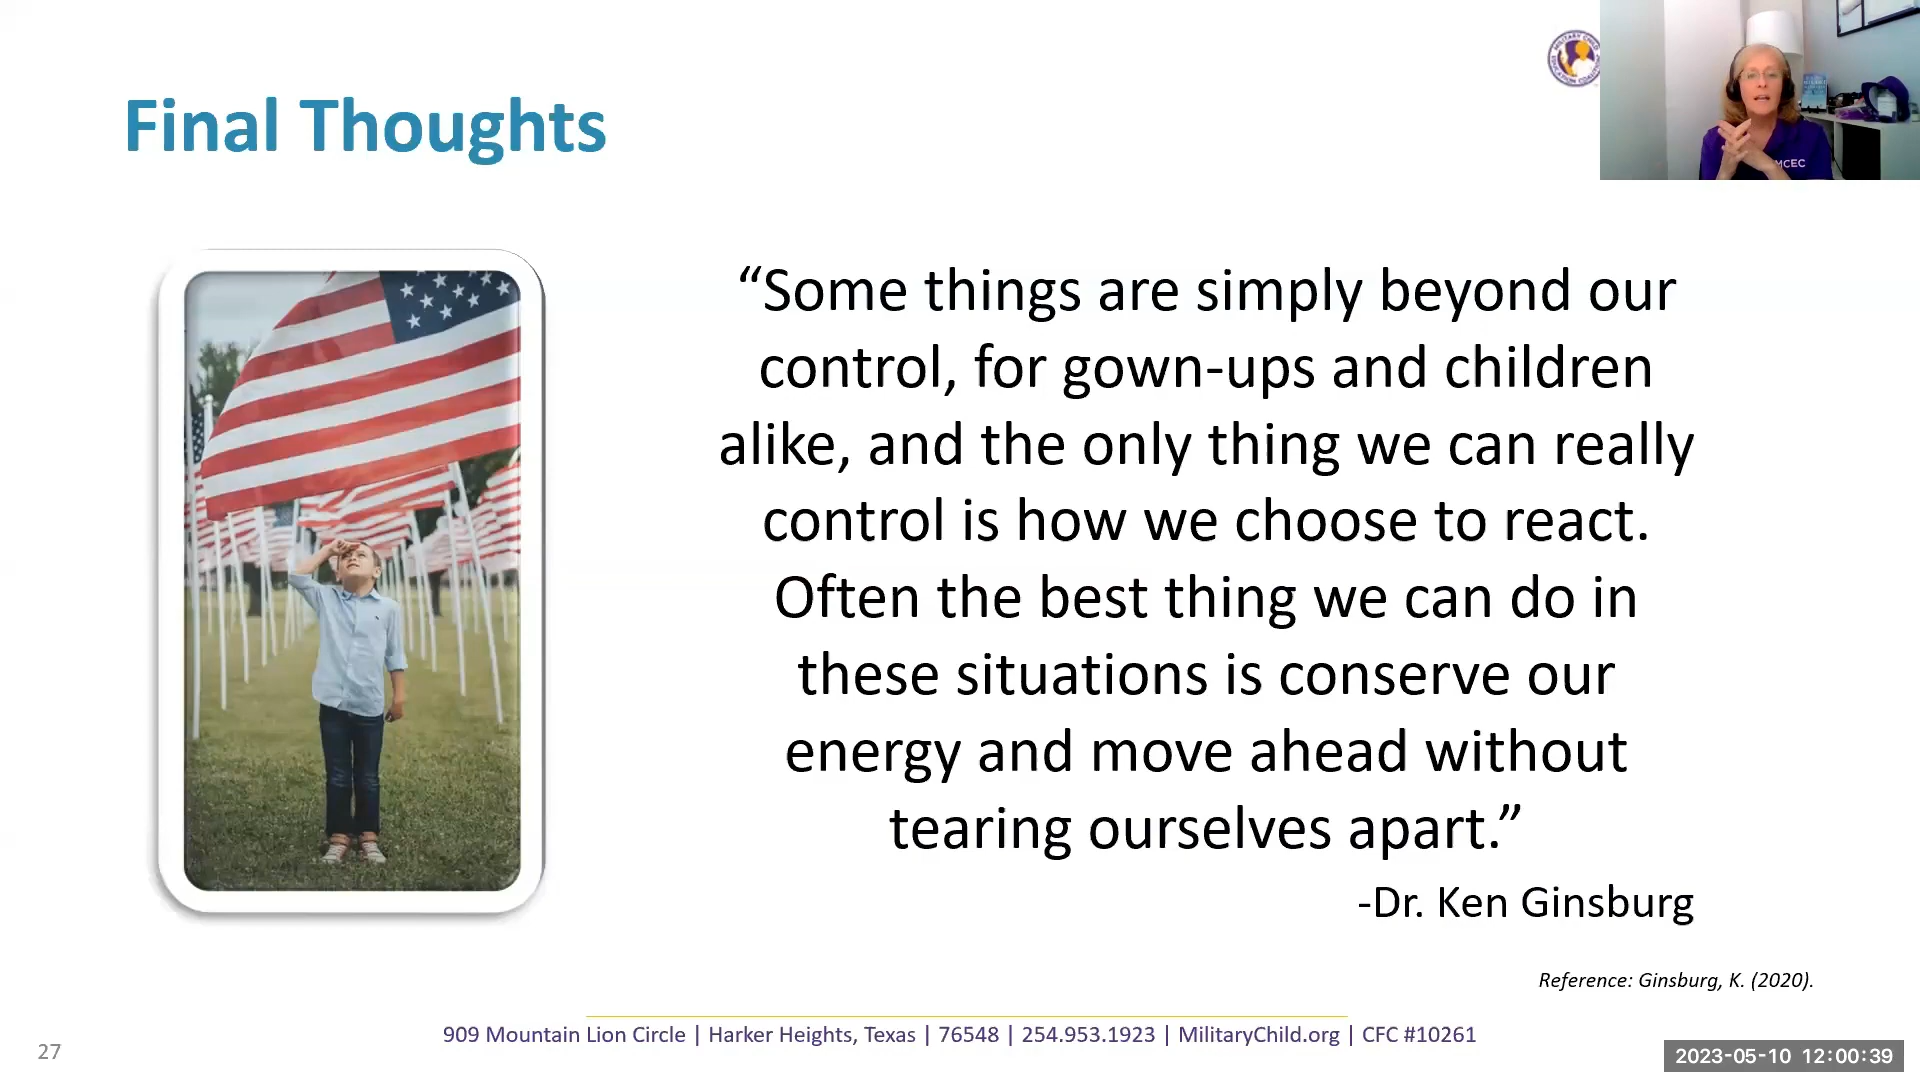 Final Thoughts
MILITARY CHILD
EDUCATION COALITION
MCEC
“Some things are simply beyond our
control, for gown-ups and children
alike, and the only thing we can really
control is how we choose to react.
Often the best thing we can do in
these situations is conserve our
energy and move ahead without
tearing ourselves apart.”
-Dr. Ken Ginsburg
Reference: Ginsburg, K. (2020).
909 Mountain Lion Circle | Harker Heights, Texas | 76548 | 254.953.1923 | MilitaryChild.org | CFC #10261
27
2023-05-10 12:00:39